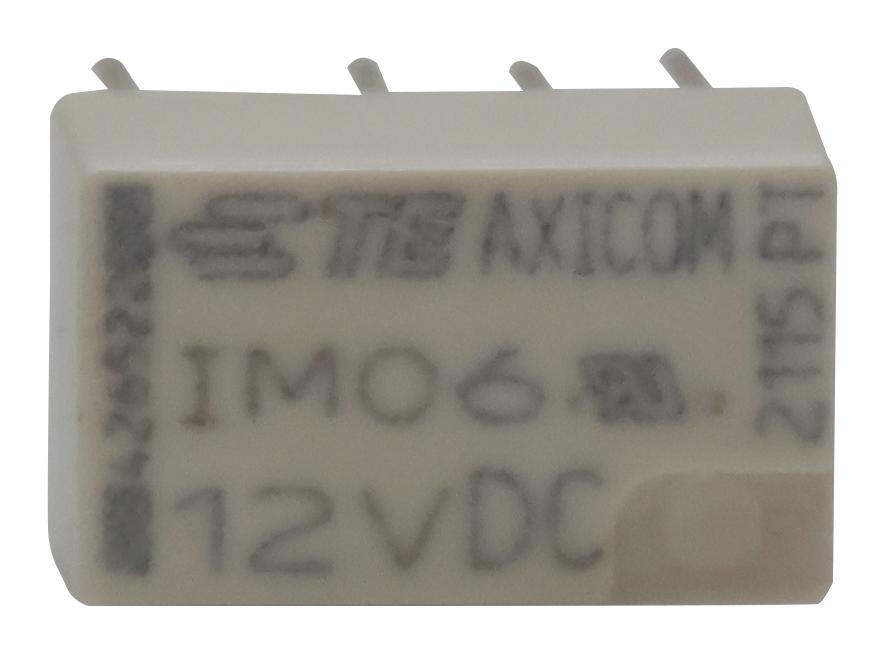 TE AXICOM
IM06
12VDC
2115 PT